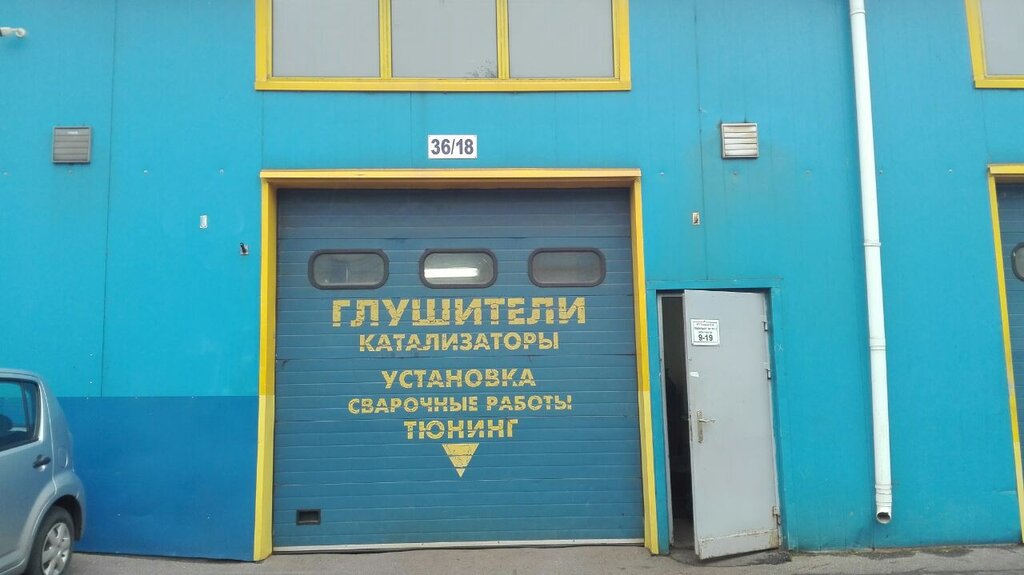 36/18
ГЛУШИТЕЛИ
КАТАЛИЗАТОРЫ
УСТАНОВКА
СВАРОЧНЫЕ РАБОТЫ
ТЮНИНГ
9-19